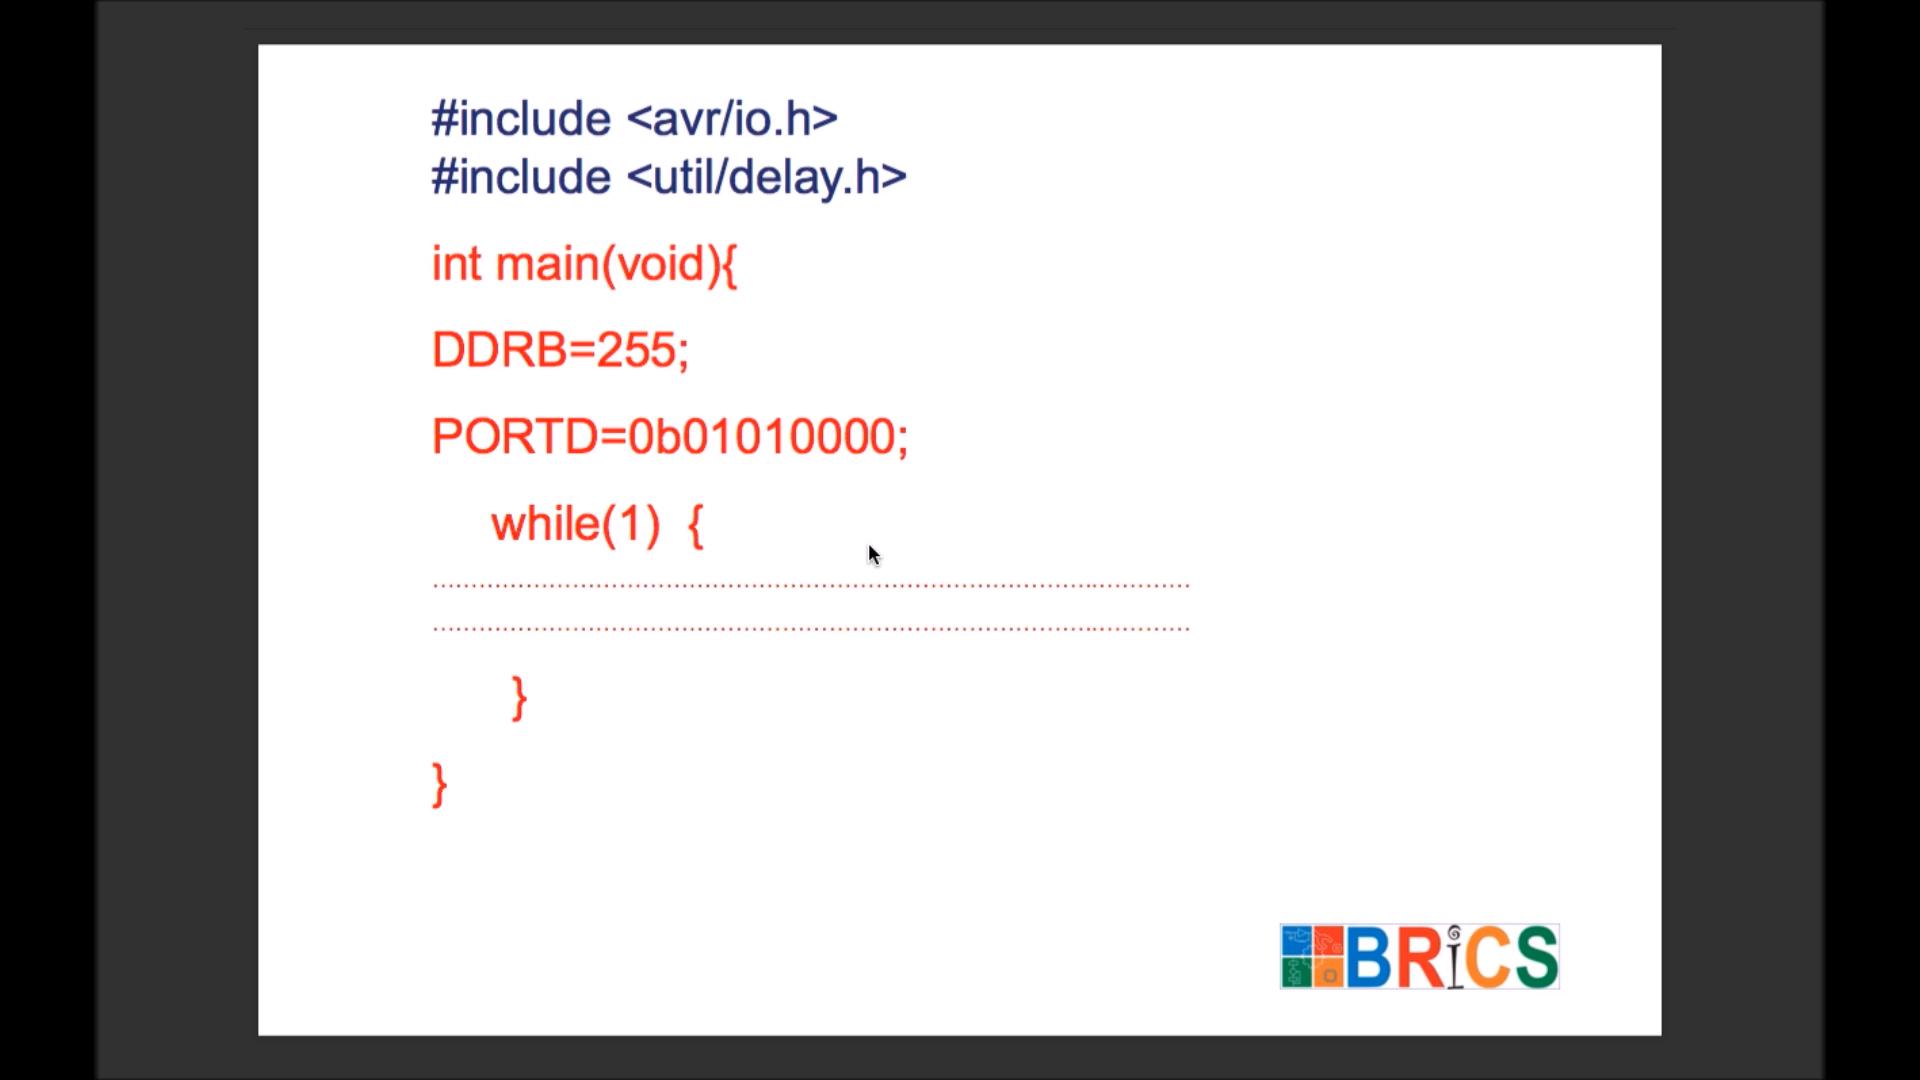 #include <avr/io.h>
#include <util/delay.h>
int main(void){
DDRB=255;
PORTD=0b01010000;
while(1) {
................................................................................................
................................................................................................
}
}
BRiCS